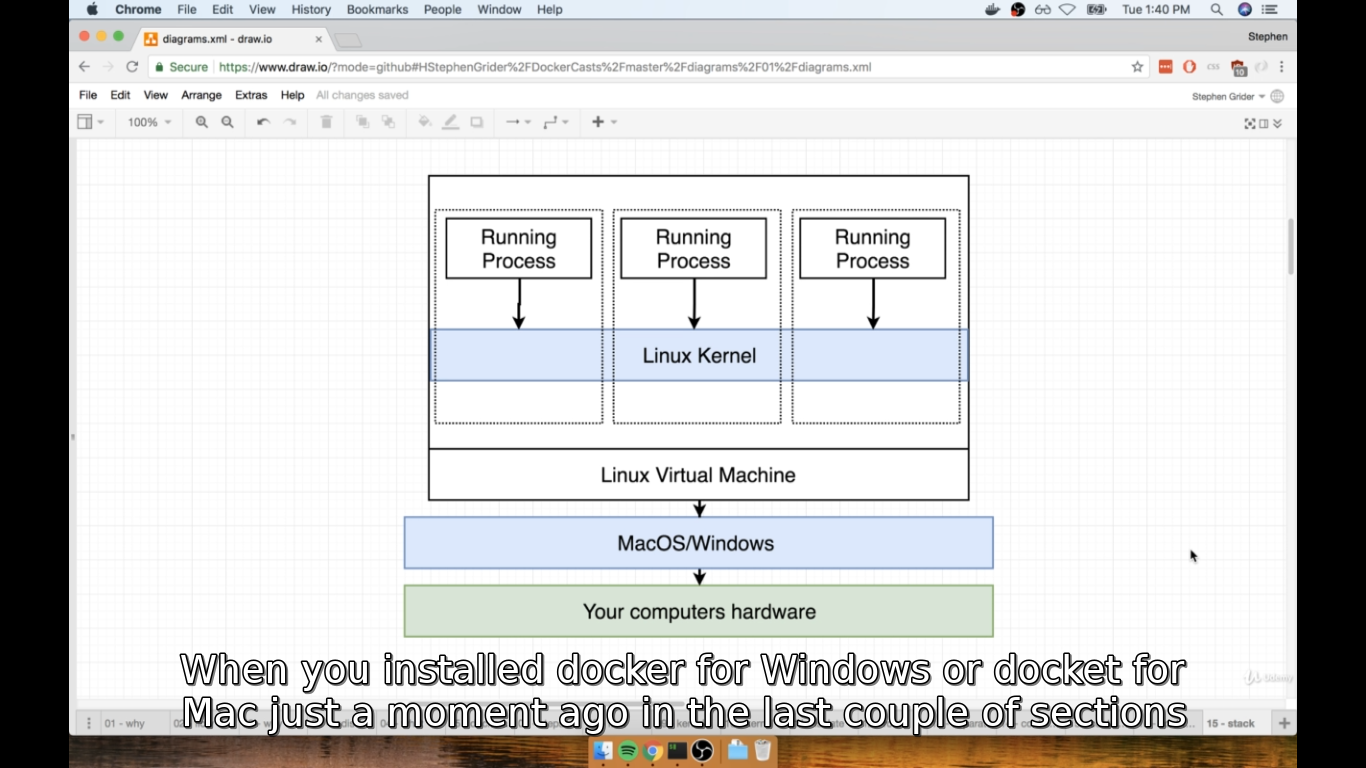 Chrome File Edit View History Bookmarks People Window Help Tue 1:40 PM
diagrams.xml - draw.io Stephen
Secure https://www.draw.io/?mode=github#HStephenGrider%2FDockerCasts%2Fmaster%2Fdiagrams%2F01%2Fdiagrams.xml
File Edit View Arrange Extras Help All changes saved Stephen Grider
100%
Running Running Running
Process Process Process
Linux Kernel
Linux Virtual Machine
MacOS/Windows
Your computers hardware
When you installed docker for Windows or docket for
Mac just a moment ago in the last couple of sections
01 - why 15 - stack